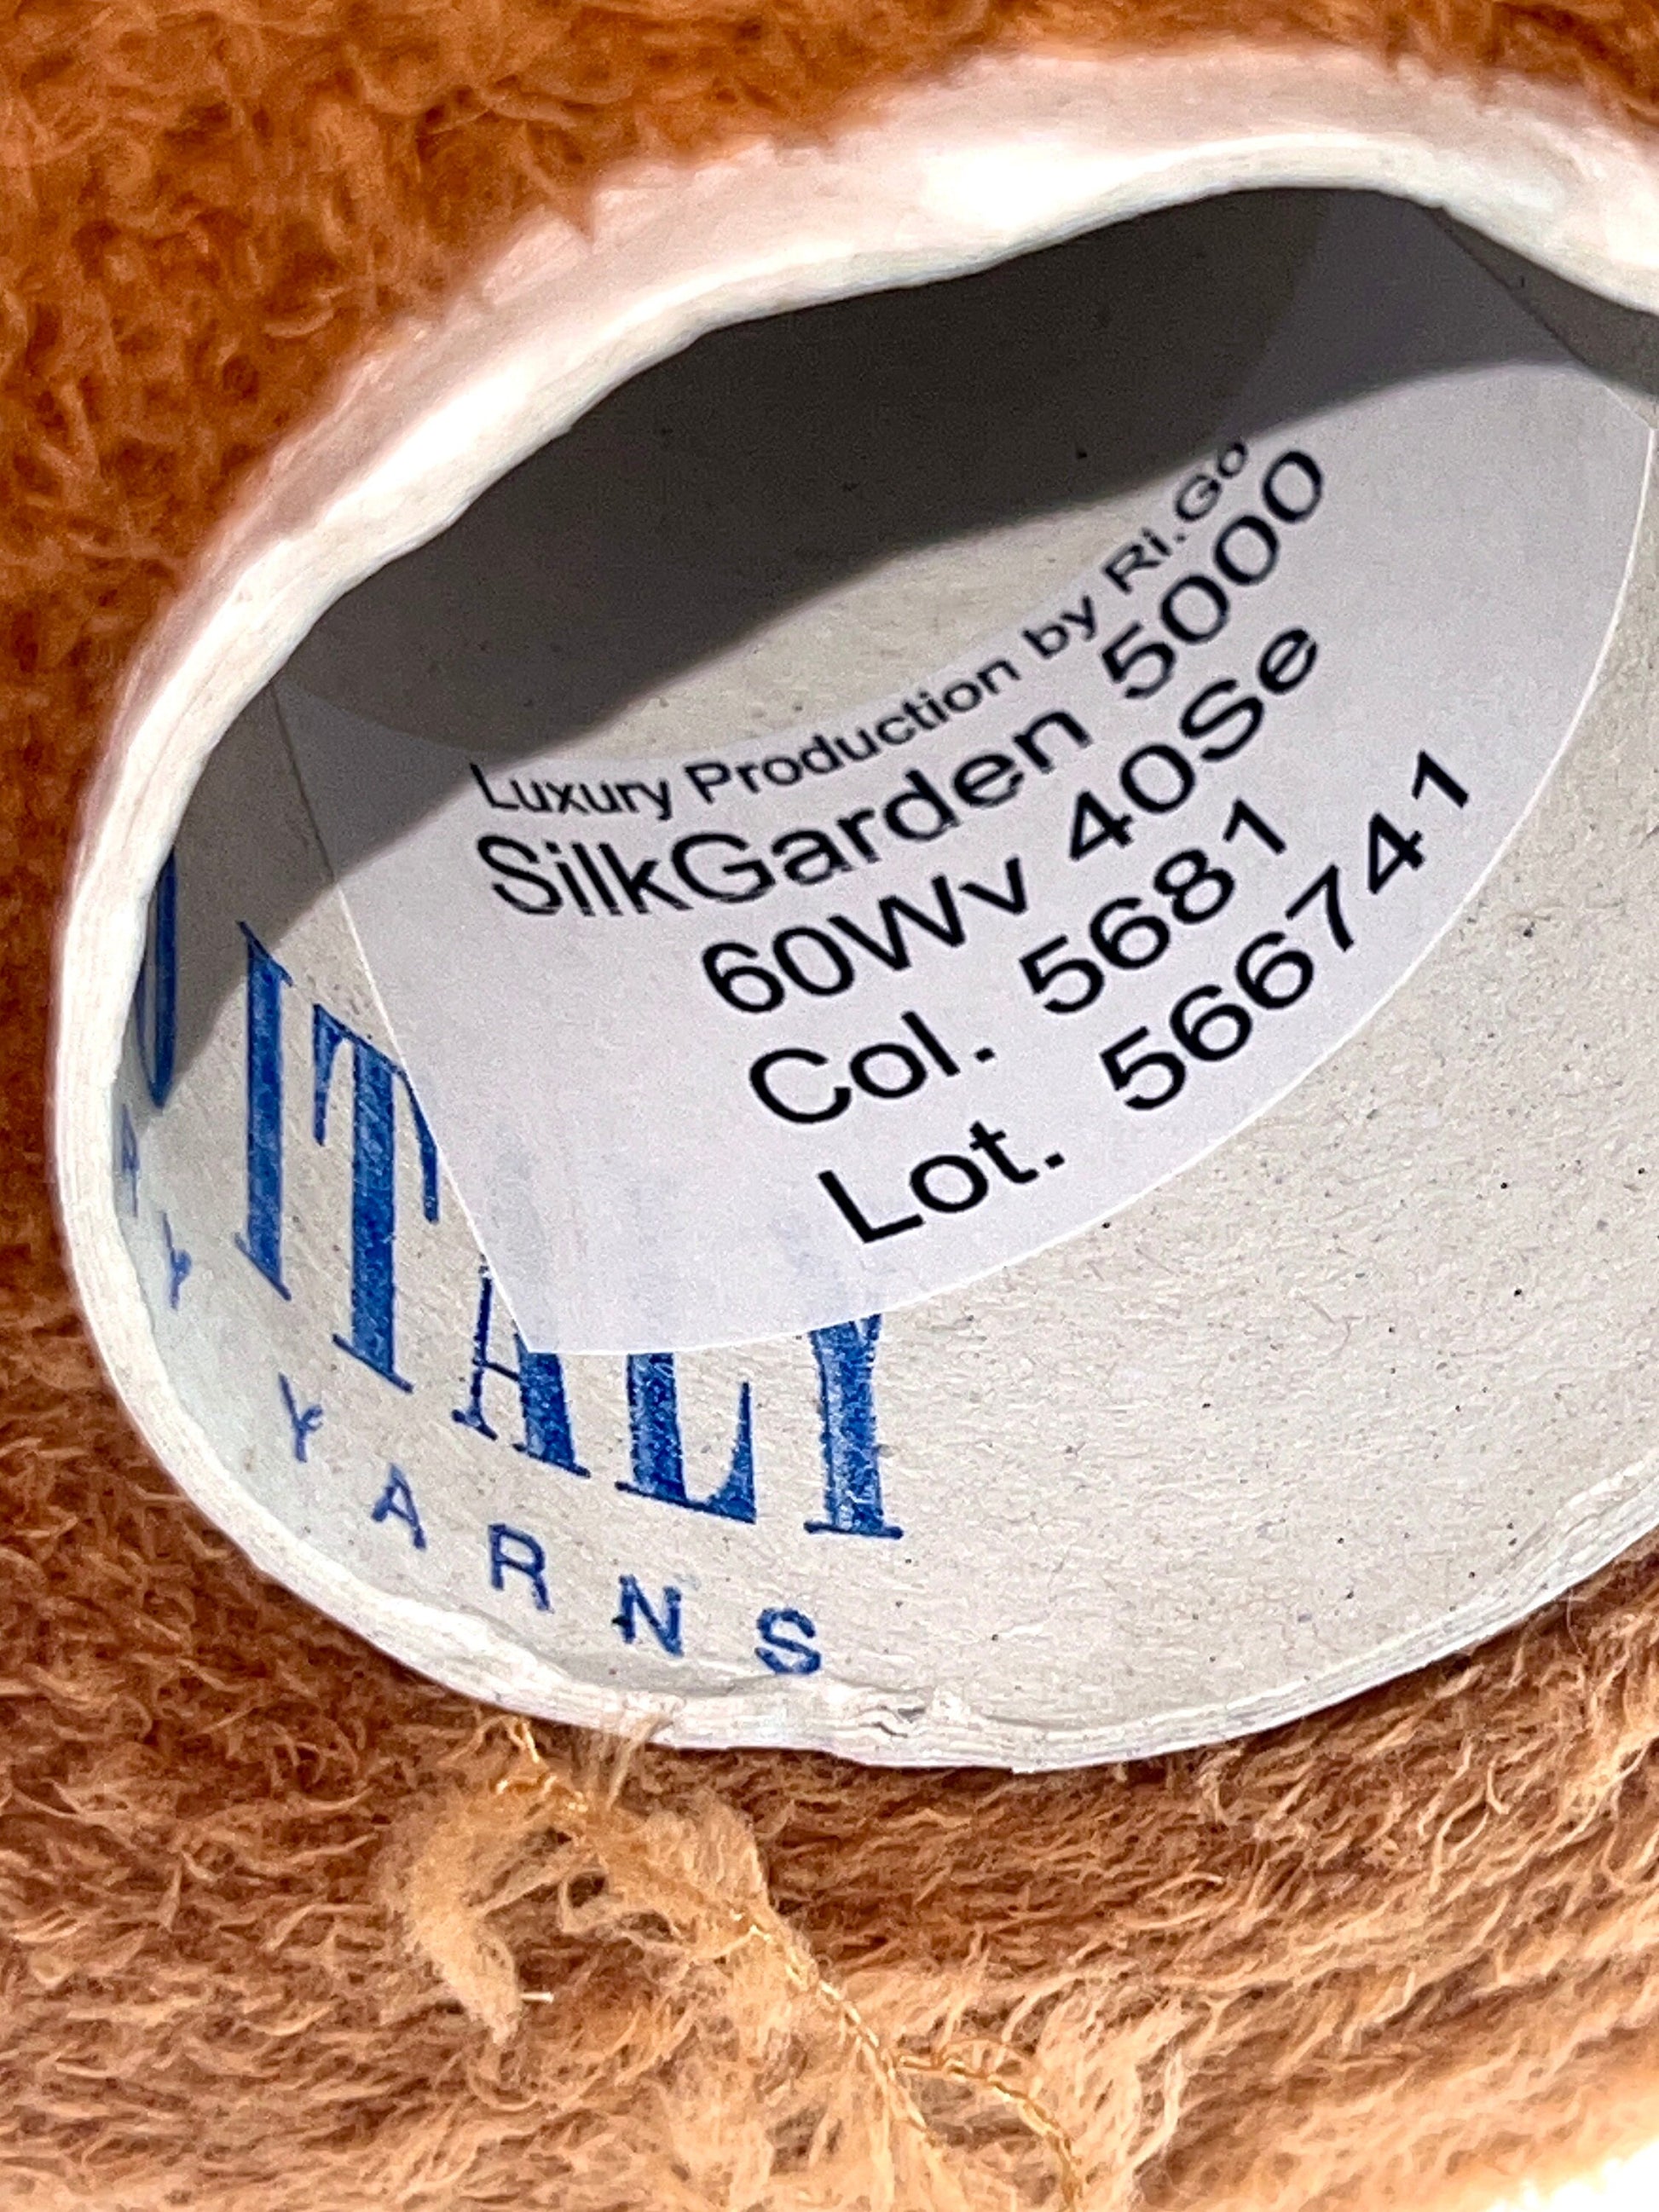 Luxury Production by Ri.Go
SilkGarden 5000
60Wv 40Se
Col. 5681
Lot. 566741
ITALY
YARNS